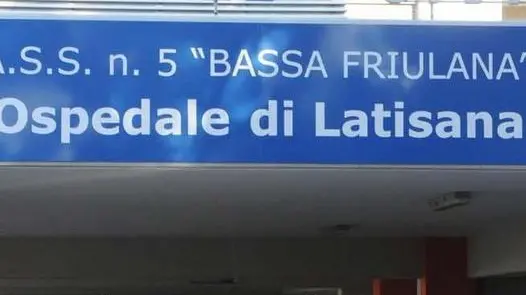 A.S.S. n. 5 "BASSA FRIULANA"
Ospedale di Latisana